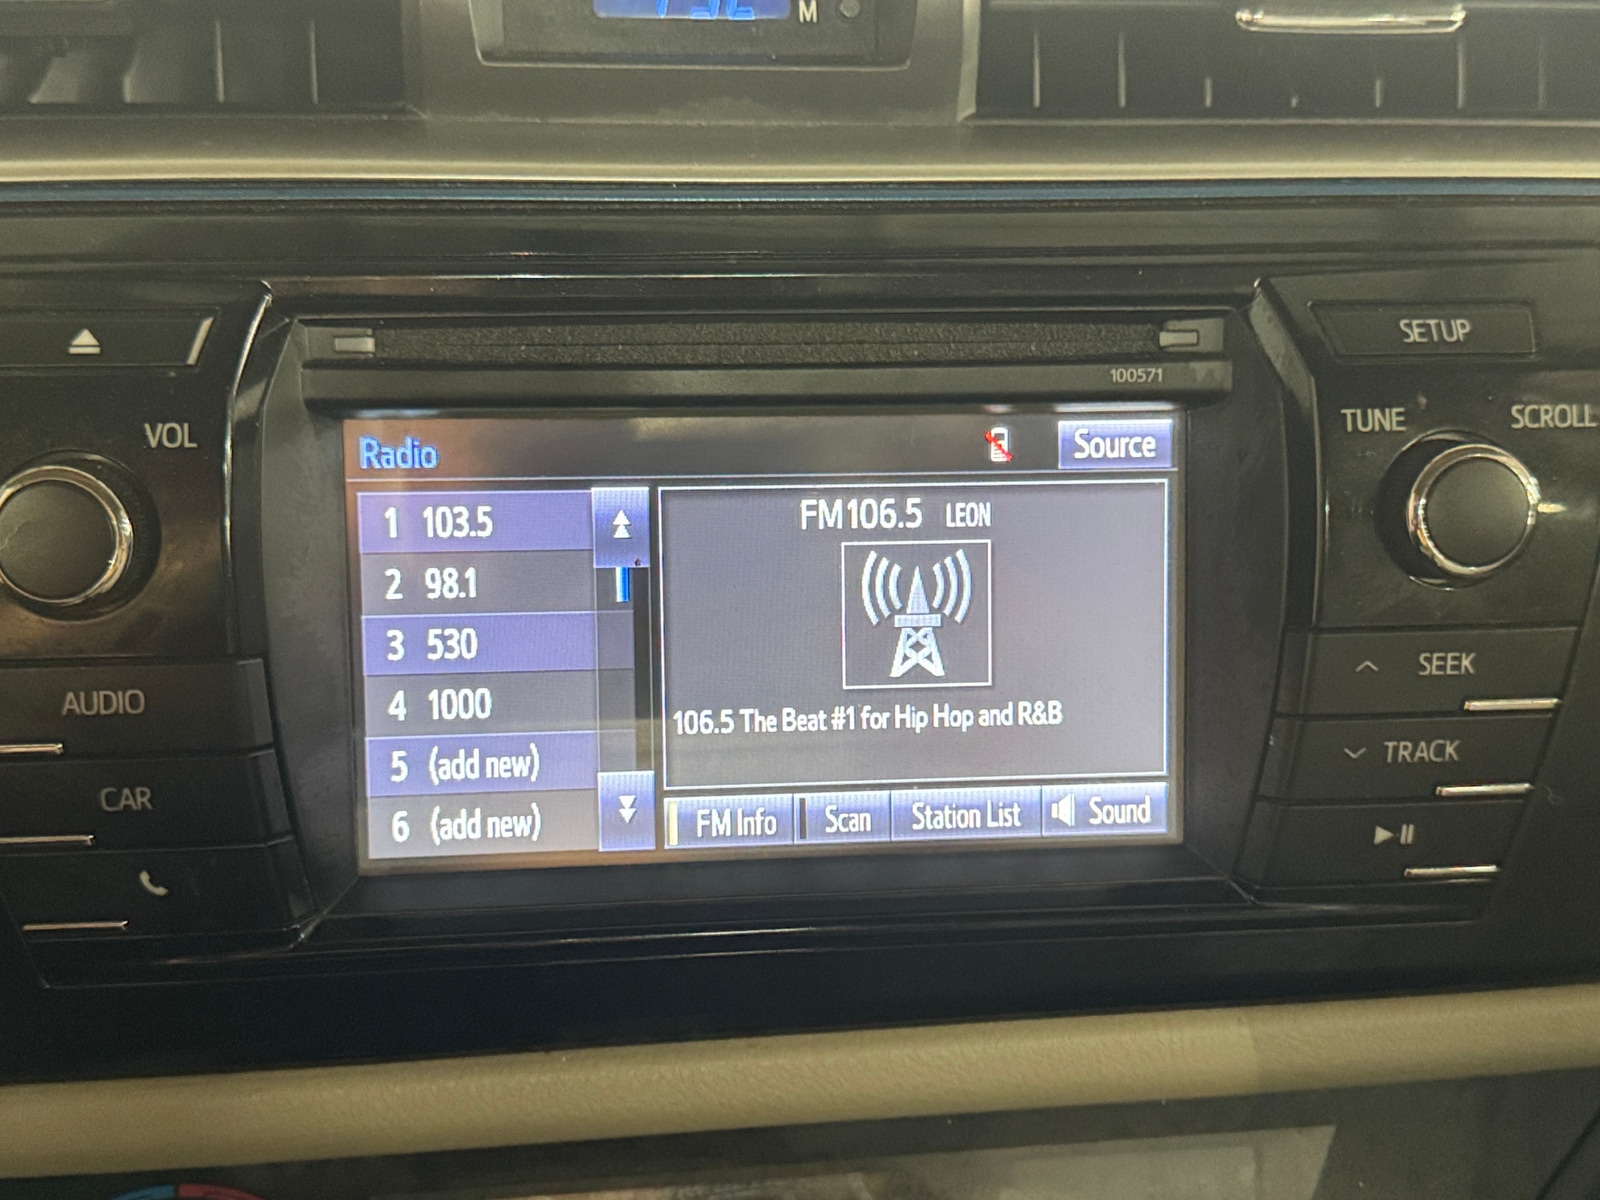 M
SETUP
100571
VOL
TUNE
SCROLL
Radio
Source
1 103.5
FM106.5 LEON
2 98.1
3 530
SEEK
4 1000
AUDIO
106.5 The Beat #1 for Hip Hop and R&B
5 (add new)
TRACK
CAR
6 (add new)
FM Info
Scan
Station List
Sound